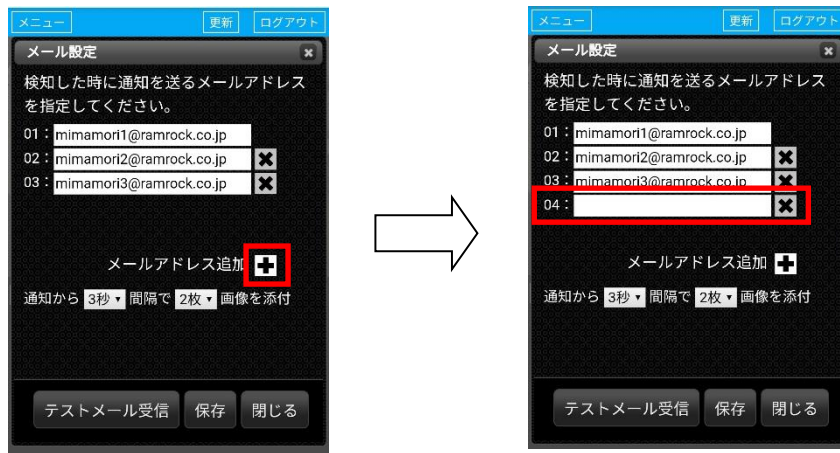 メニュー 更新 ログアウト
メール設定
検知した時に通知を送るメールアドレス
を指定してください。
01：mimamori1@ramrock.co.jp
02：mimamori2@ramrock.co.jp
03：mimamori3@ramrock.co.jp
メールアドレス追加
通知から 3秒 間隔で 2枚 画像を添付
テストメール受信 保存 閉じる
メニュー 更新 ログアウト
メール設定
検知した時に通知を送るメールアドレス
を指定してください。
01：mimamori1@ramrock.co.jp
02：mimamori2@ramrock.co.jp
03：mimamori3@ramrock.co.jp
04：
メールアドレス追加
通知から 3秒 間隔で 2枚 画像を添付
テストメール受信 保存 閉じる